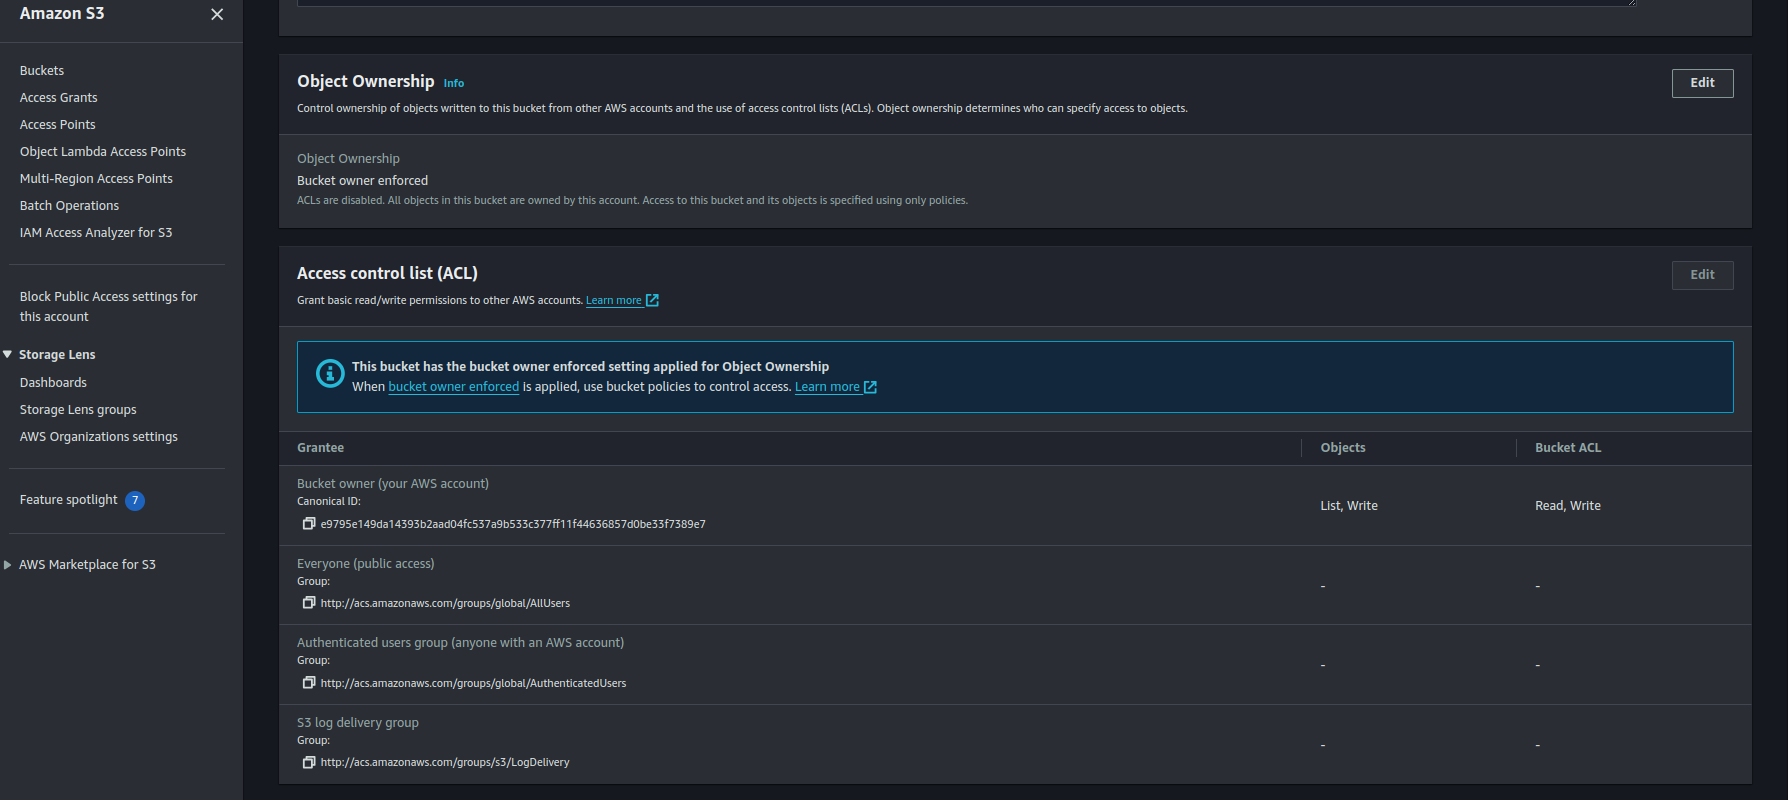 Amazon S3
Buckets
Access Grants
Access Points
Object Lambda Access Points
Multi-Region Access Points
Batch Operations
IAM Access Analyzer for S3
Block Public Access settings for
this account
Storage Lens
Dashboards
Storage Lens groups
AWS Organizations settings
Feature spotlight 7
AWS Marketplace for S3
Object Ownership Info
Edit
Control ownership of objects written to this bucket from other AWS accounts and the use of access control lists (ACLs). Object ownership determines who can specify access to objects.
Object Ownership
Bucket owner enforced
ACLs are disabled. All objects in this bucket are owned by this account. Access to this bucket and its objects is specified using only policies.
Access control list (ACL)
Edit
Grant basic read/write permissions to other AWS accounts. Learn more
This bucket has the bucket owner enforced setting applied for Object Ownership
When bucket owner enforced is applied, use bucket policies to control access. Learn more
Grantee Objects Bucket ACL
Bucket owner (your AWS account)
Canonical ID:
List, Write Read, Write
e9795e149da14393b2aad04fc537a9b533c377ff11f44636857d0be33f7389e7
Everyone (public access)
Group:
- -
http://acs.amazonaws.com/groups/global/AllUsers
Authenticated users group (anyone with an AWS account)
Group:
- -
http://acs.amazonaws.com/groups/global/AuthenticatedUsers
S3 log delivery group
Group:
- -
http://acs.amazonaws.com/groups/s3/LogDelivery